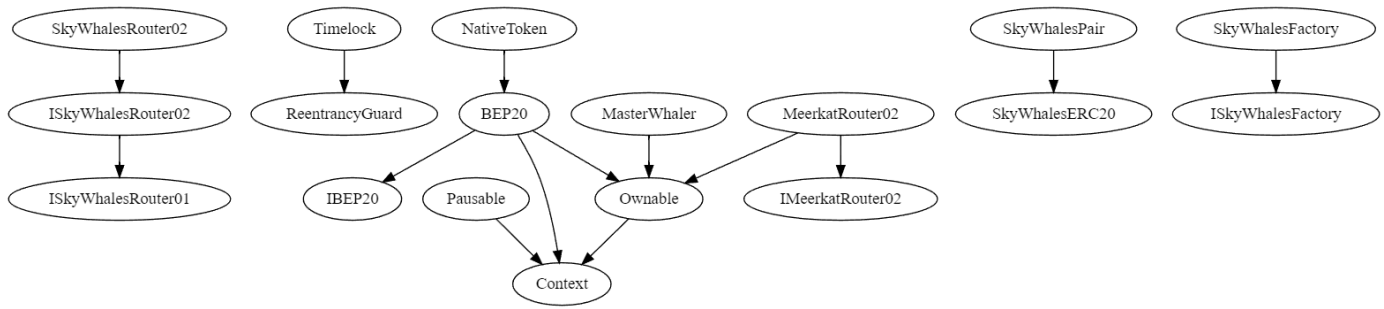 SkyWhalesRouter02
Timelock
NativeToken
SkyWhalesPair
SkyWhalesFactory
ISkyWhalesRouter02
ReentrancyGuard
BEP20
MasterWhaler
MeerkatRouter02
SkyWhalesERC20
ISkyWhalesFactory
ISkyWhalesRouter01
IBEP20
Pausable
Ownable
IMeerkatRouter02
Context